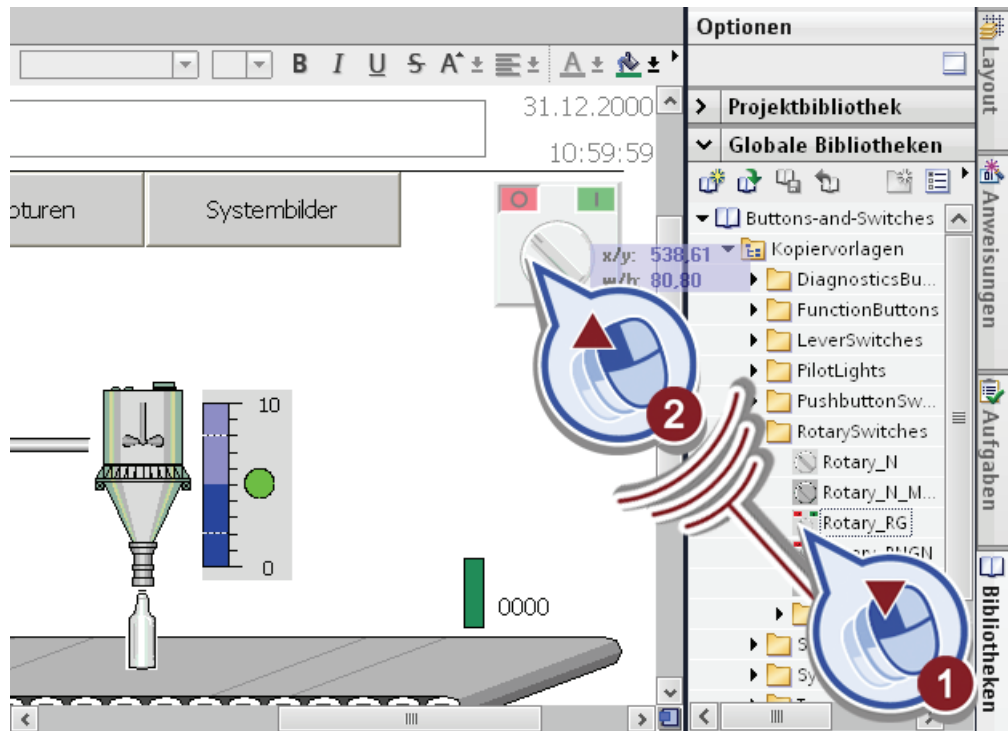 Optionen
B I U S A A
31.12.2000
10:59:59
Projektbibliothek
Globale Bibliotheken
oturen
Systembilder
O I
x/y: 538,61
w/h: 80,80
Buttons-and-Switches
Kopiervorlagen
DiagnosticsBu...
FunctionButtons
LeverSwitches
PilotLights
PushbuttonSw...
RotarySwitches
Rotary_N
Rotary_N_M...
Rotary_RG
2
1
10
0
0000
Layout
Anweisungen
Aufgaben
Bibliotheken